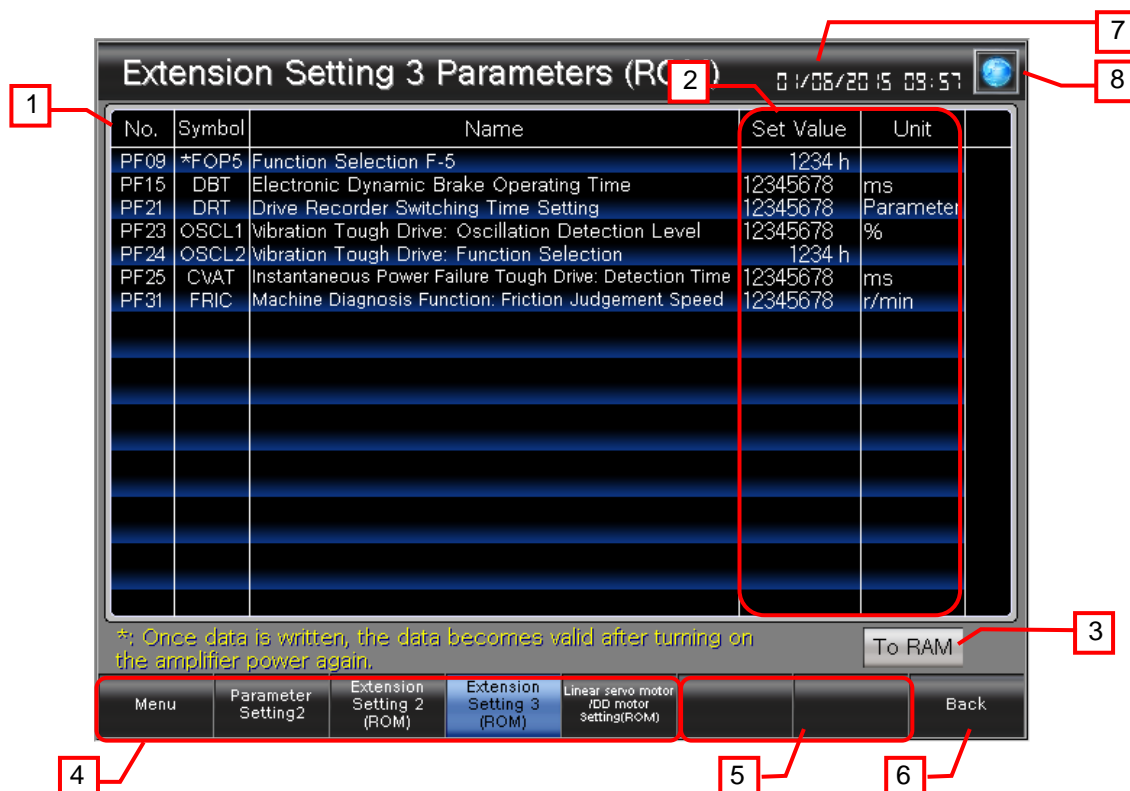 7
Extension Setting 3 Parameters (RO
2
01/06/2015 09:57
8
1
No. Symbol Name Set Value Unit
PF09 *FOP5 Function Selection F-5 1234 h
PF15 DBT Electronic Dynamic Brake Operating Time 12345678 ms
PF21 DRT Drive Recorder Switching Time Setting 12345678 Parameter
PF23 OSCL1 Vibration Tough Drive: Oscillation Detection Level 12345678 %
PF24 OSCL2 Vibration Tough Drive: Function Selection 1234 h
PF25 CVAT Instantaneous Power Failure Tough Drive: Detection Time 12345678 ms
PF31 FRIC Machine Diagnosis Function: Friction Judgement Speed 12345678 r/min
*: Once data is written, the data becomes valid after turning on
the amplifier power again.
To RAM
3
Menu
Parameter
Setting2
Extension
Setting 2
(ROM)
Extension
Setting 3
(ROM)
Linear servo motor
/DD motor
Setting(ROM)
Back
4
5
6